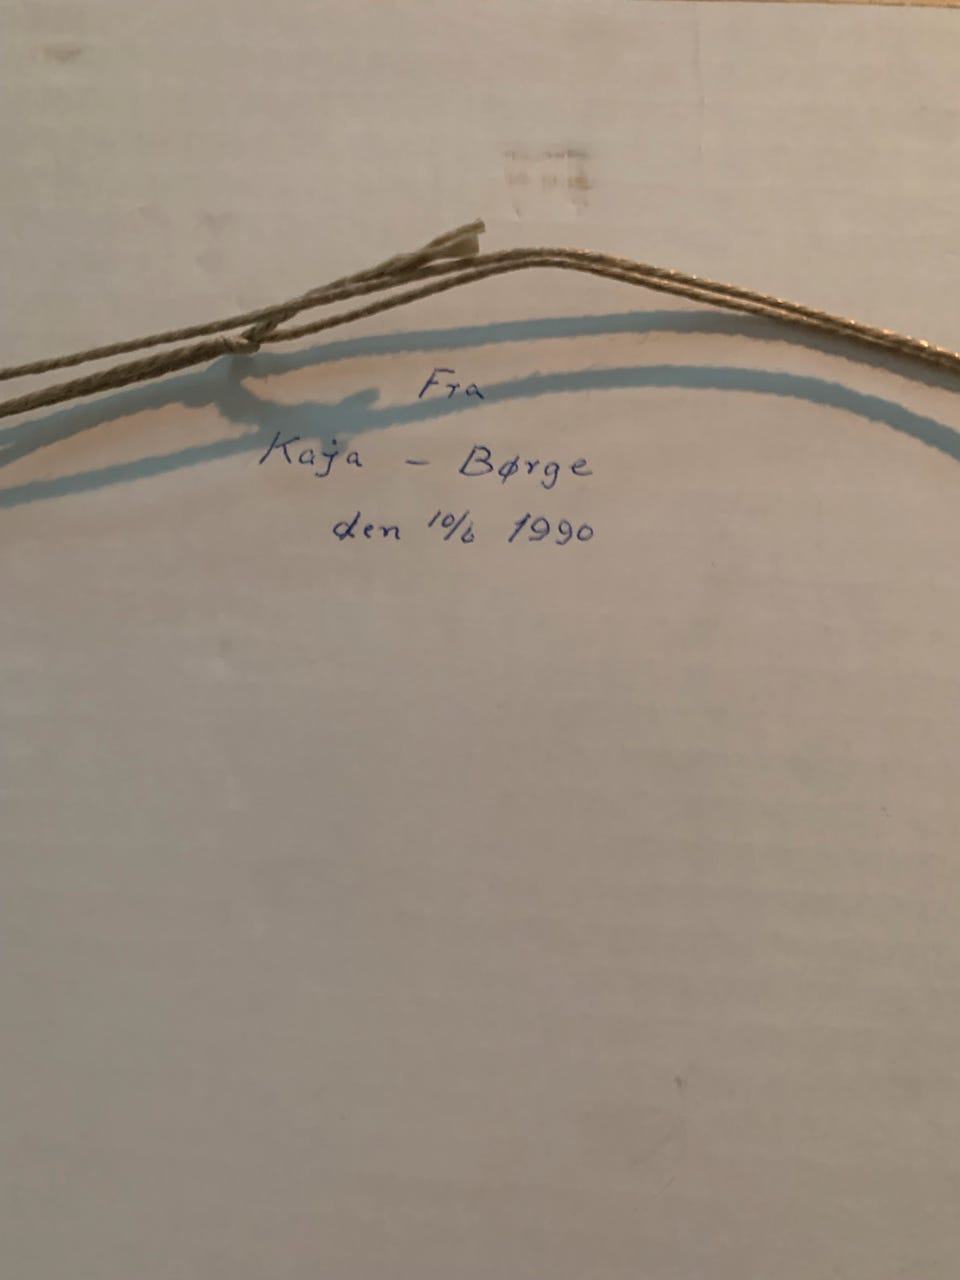 Fra
Kaja - Børge
den 10/6 1990